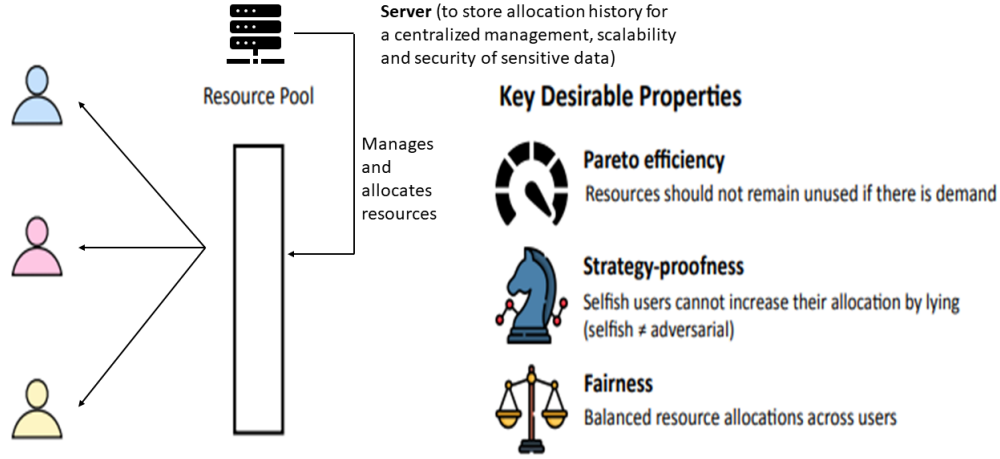 Server (to store allocation history for
a centralized management, scalability
and security of sensitive data)
Resource Pool
Manages
and
allocates
resources
Key Desirable Properties
Pareto efficiency
Resources should not remain unused if there is demand
Strategy-proofness
Selfish users cannot increase their allocation by lying
(selfish ≠ adversarial)
Fairness
Balanced resource allocations across users